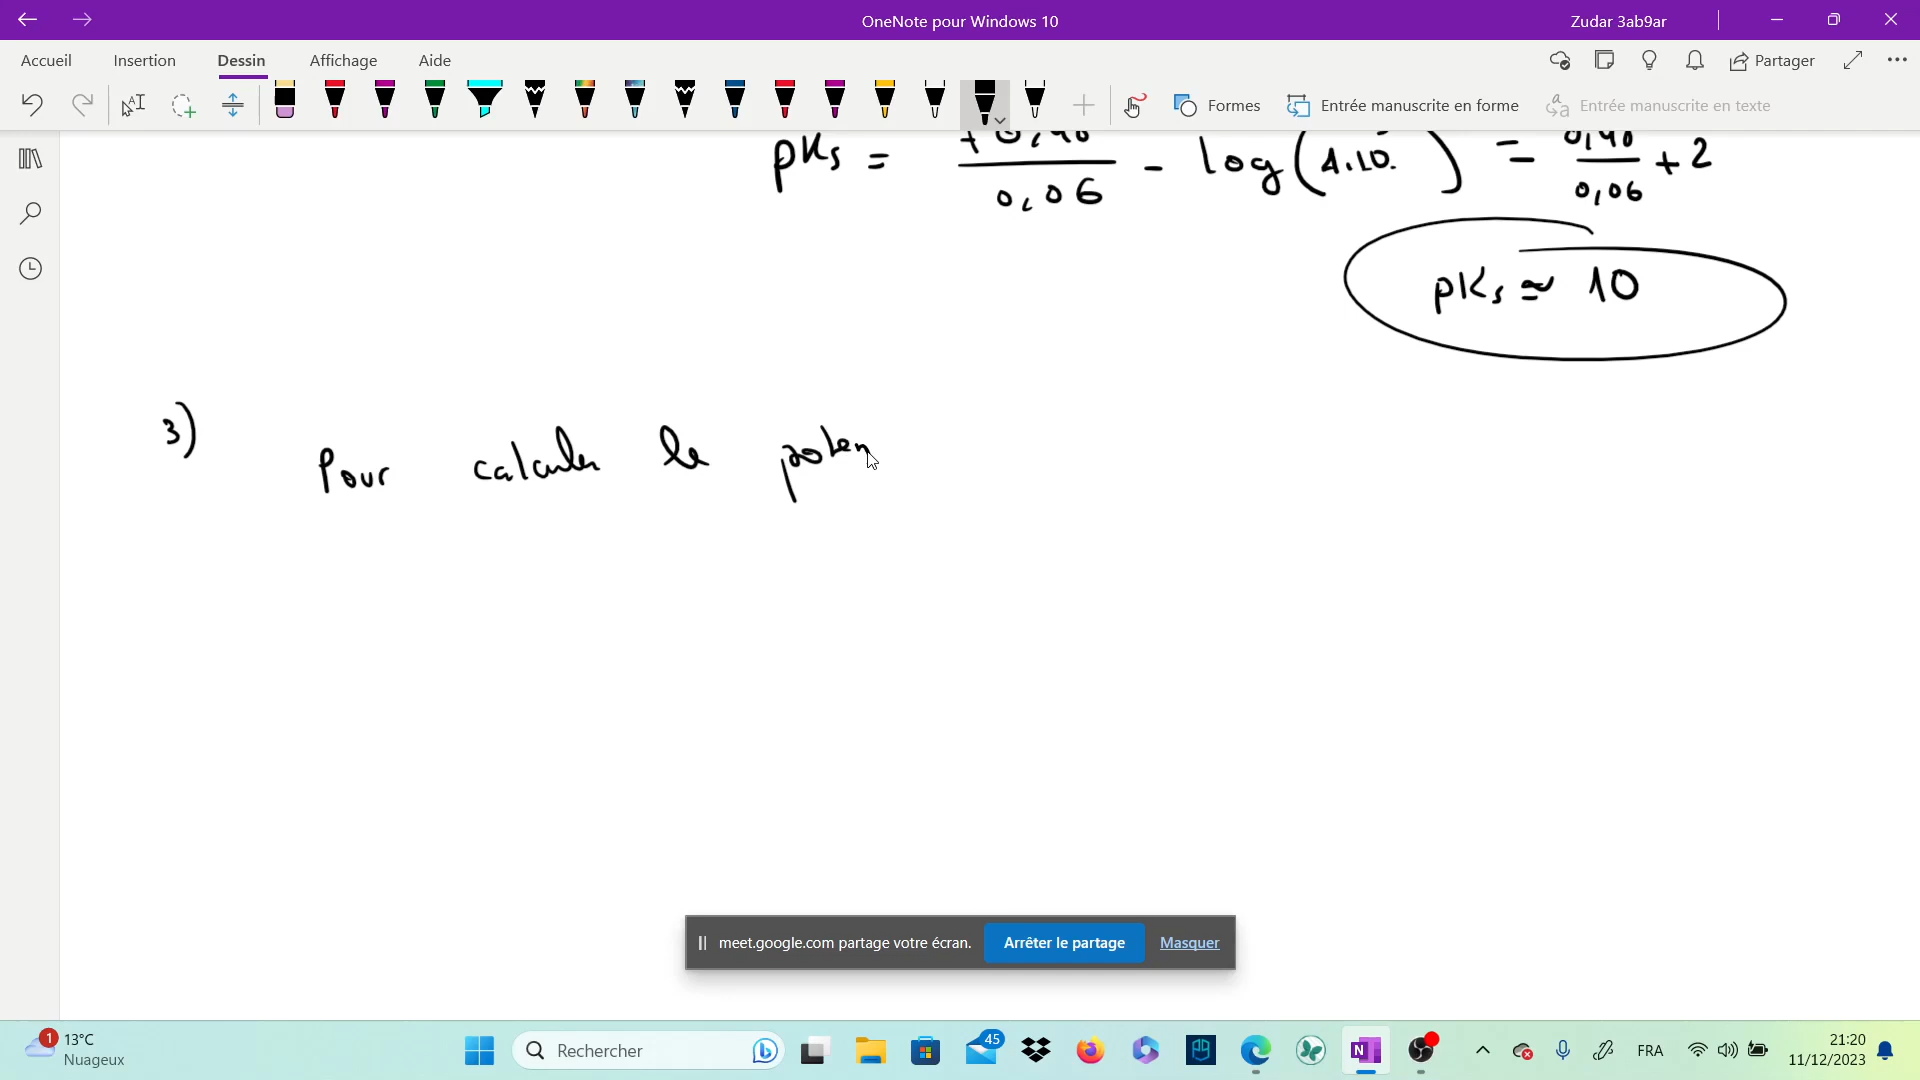 OneNote pour Windows 10
Zudar 3ab9ar
Accueil Insertion Dessin Affichage Aide
Partager
Formes
Entrée manuscrite en forme
Entrée manuscrite en texte
pKs = / 0,06 - log(1.10 ) = / 0,06 + 2
pKs ≃ 10
3) Pour calculer le poten
meet.google.com partage votre écran. Arrêter le partage Masquer
1 13°C
Nuageux
Rechercher
45
FRA
21:20
11/12/2023